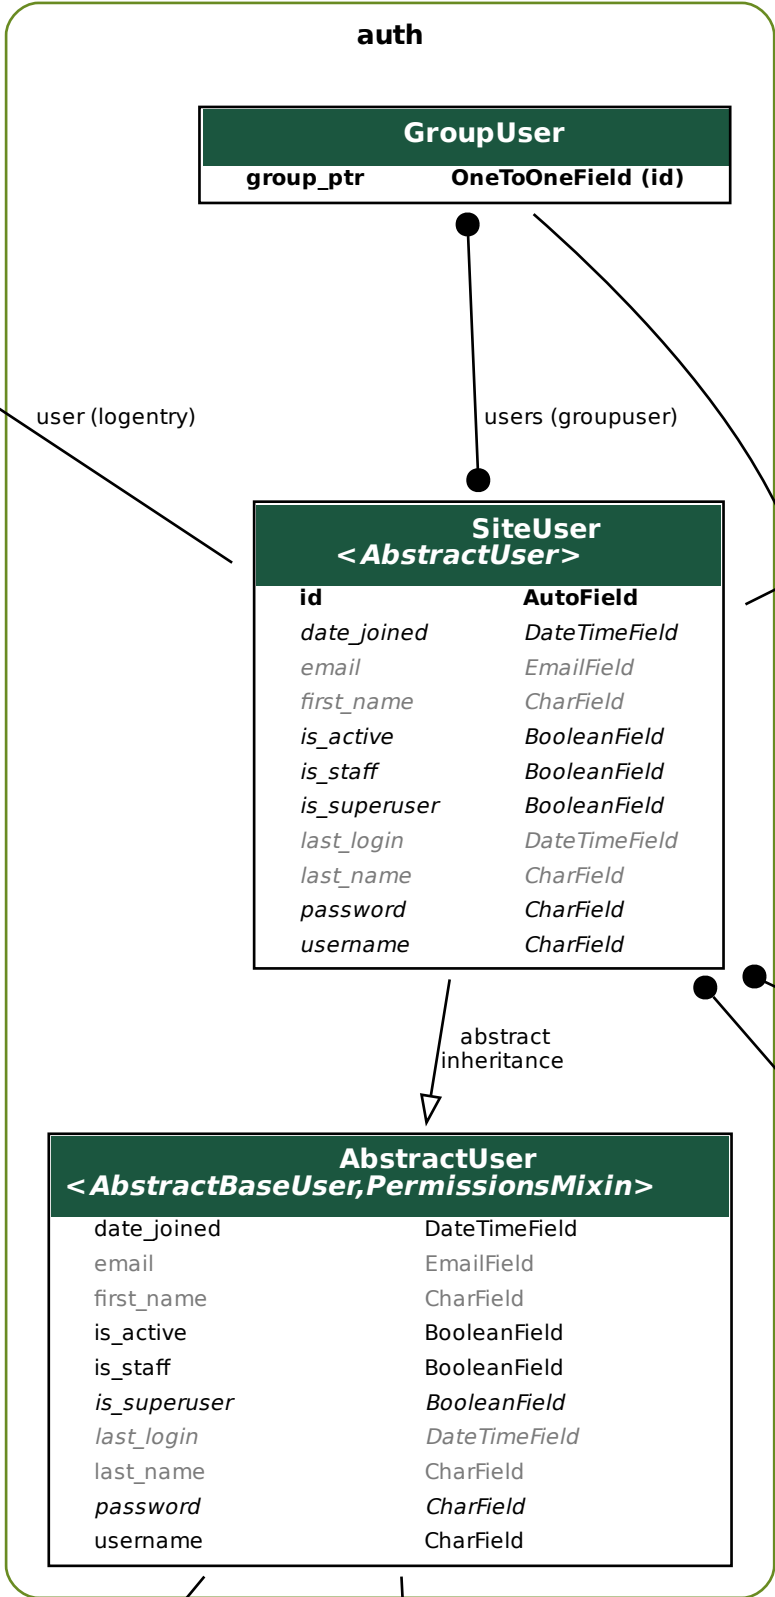 auth
GroupUser
group_ptr OneToOneField (id)
user (logentry)
users (groupuser)
SiteUser
<AbstractUser>
id AutoField
date_joined DateTimeField
email EmailField
first_name CharField
is_active BooleanField
is_staff BooleanField
is_superuser BooleanField
last_login DateTimeField
last_name CharField
password CharField
username CharField
abstract
inheritance
AbstractUser
<AbstractBaseUser,PermissionsMixin>
date_joined DateTimeField
email EmailField
first_name CharField
is_active BooleanField
is_staff BooleanField
is_superuser BooleanField
last_login DateTimeField
last_name CharField
password CharField
username CharField